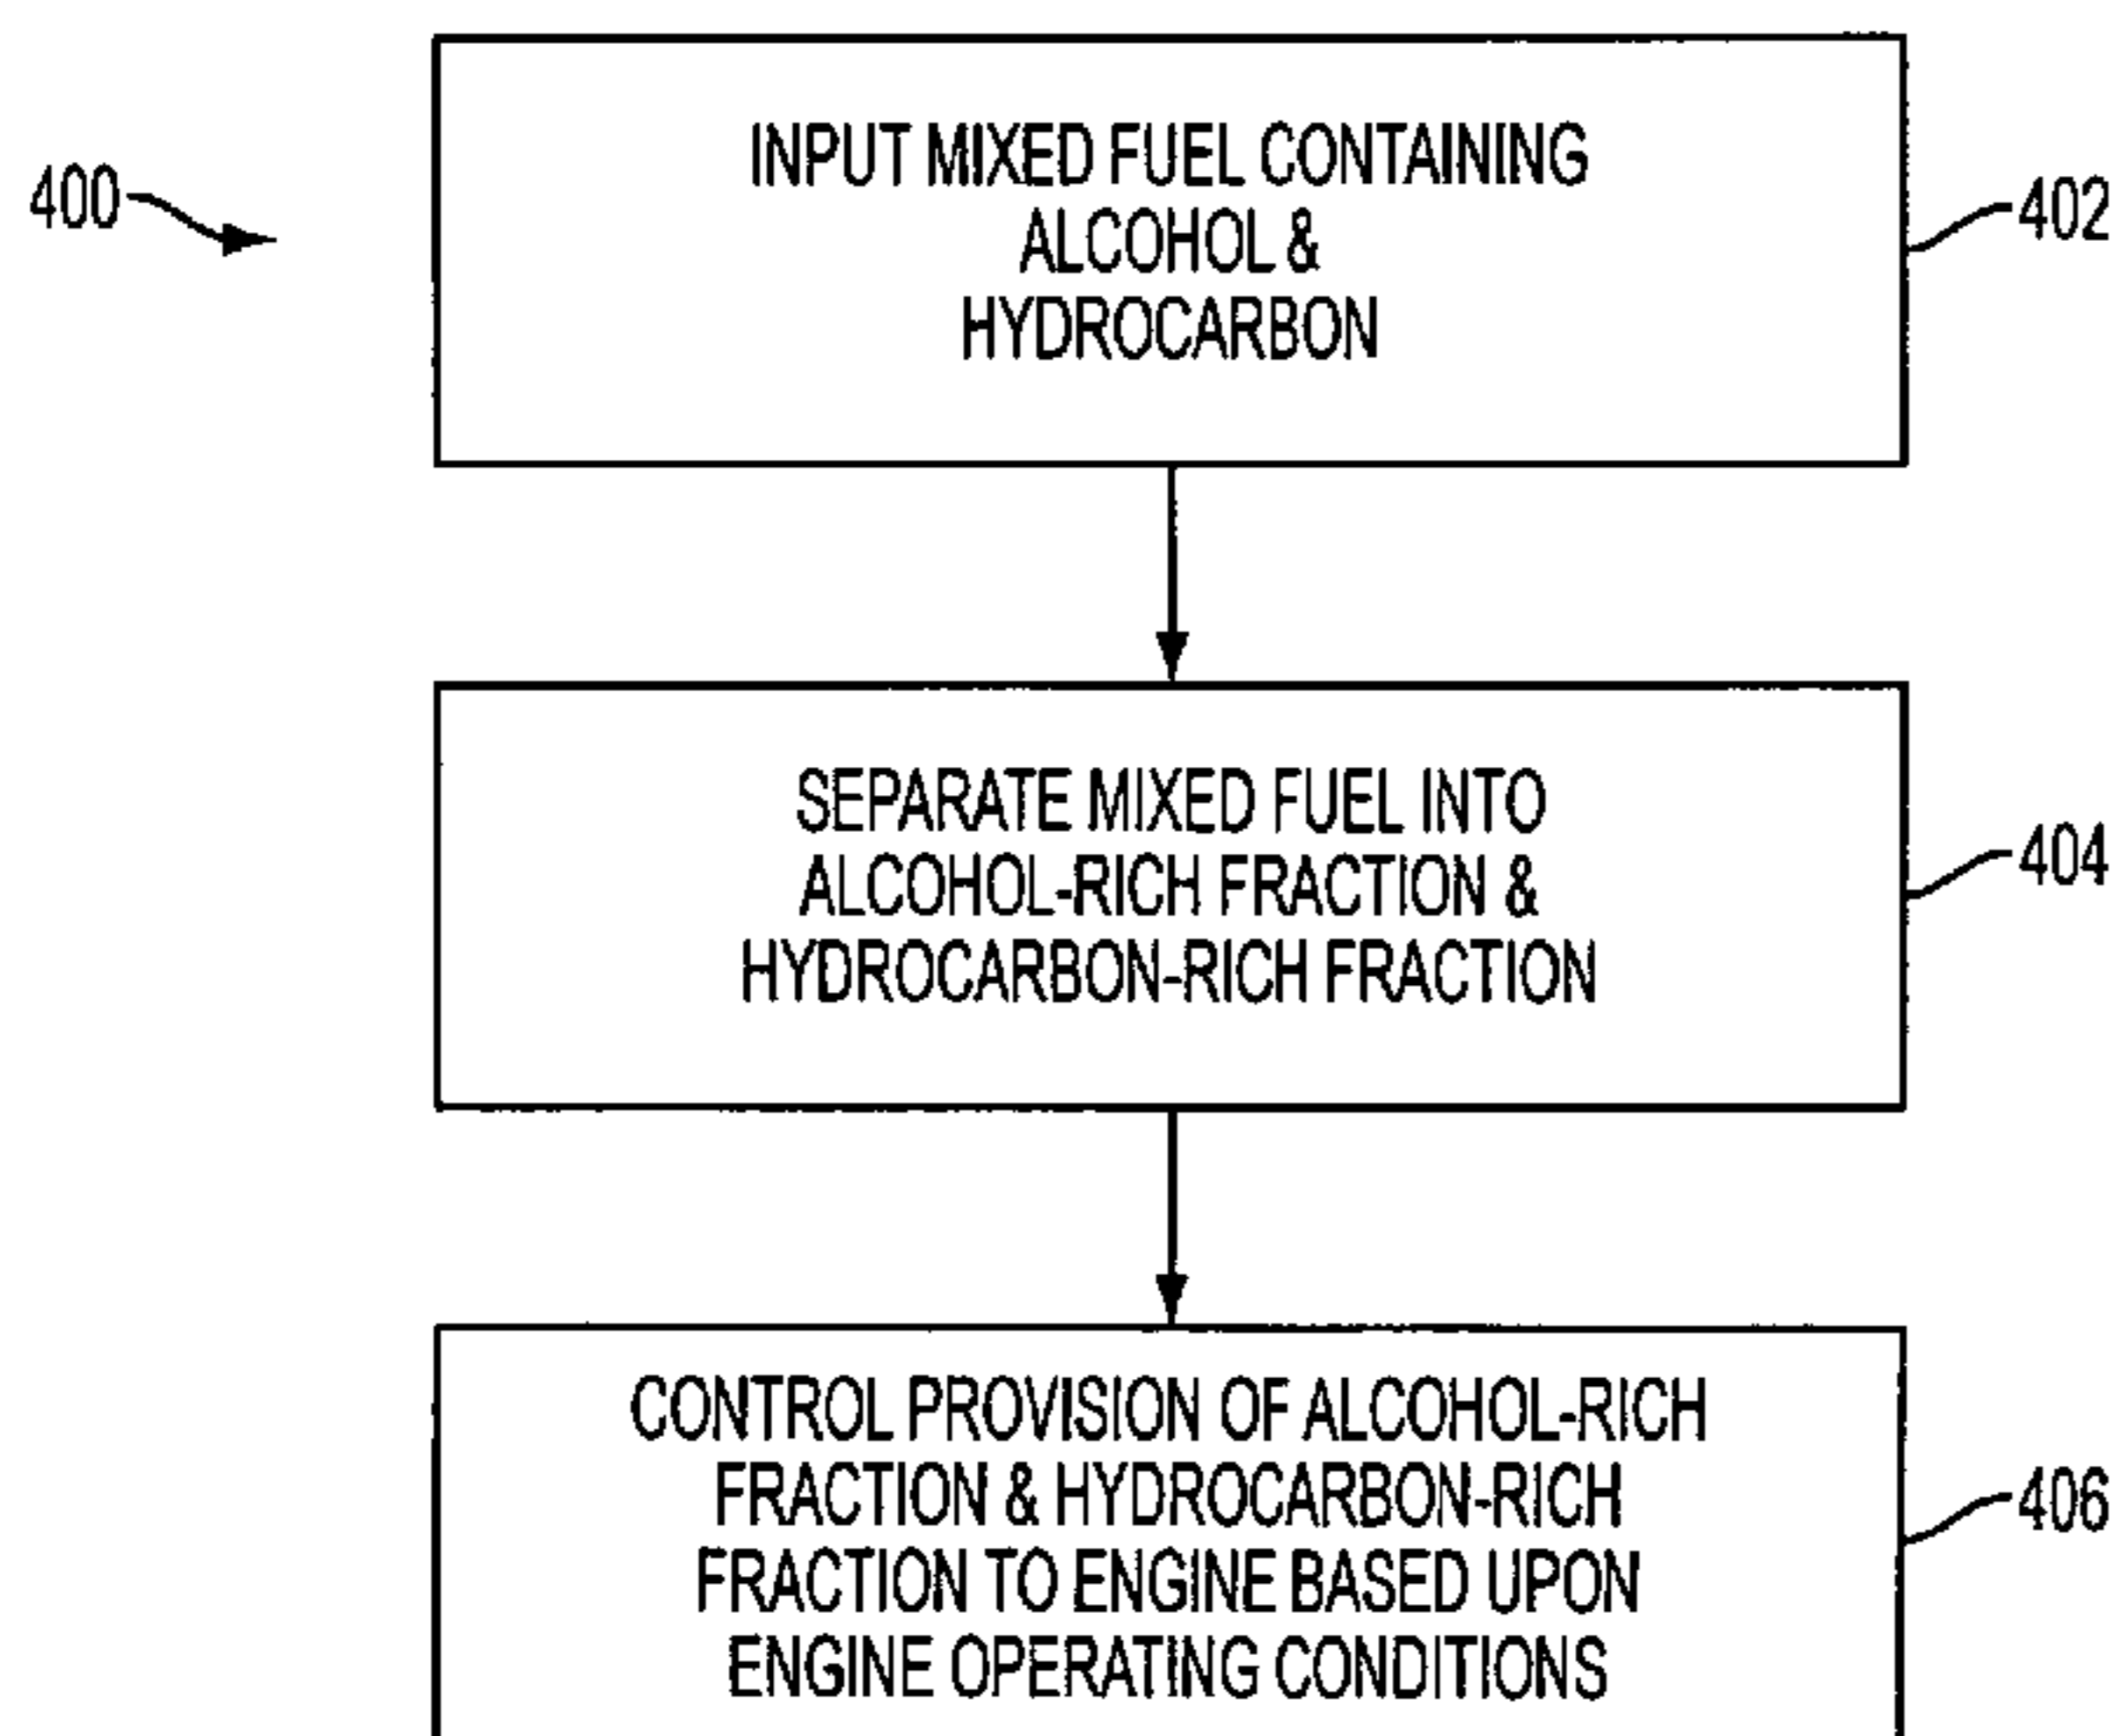 INPUT MIXED FUEL CONTAINING
ALCOHOL &
HYDROCARBON
400
402
SEPARATE MIXED FUEL INTO
ALCOHOL-RICH FRACTION &
HYDROCARBON-RICH FRACTION
404
CONTROL PROVISION OF ALCOHOL-RICH
FRACTION & HYDROCARBON-RICH
FRACTION TO ENGINE BASED UPON
ENGINE OPERATING CONDITIONS
406